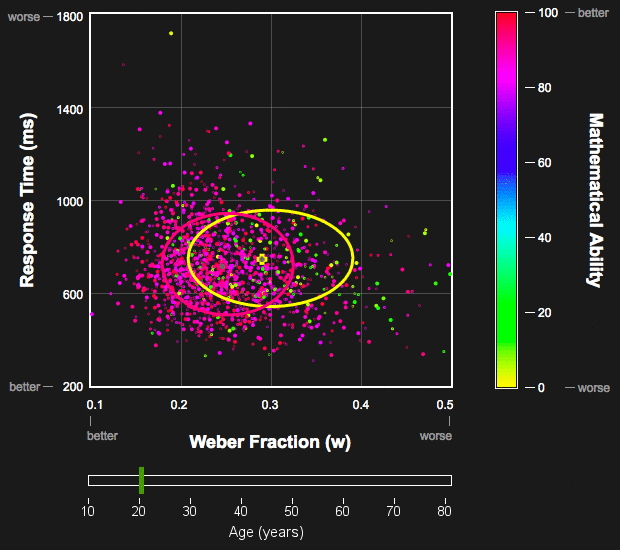 worse
1800
1400
1000
600
better
200
Response Time (ms)
0.1
0.2
0.3
0.4
0.5
better
Weber Fraction (w)
worse
10
20
30
40
50
60
70
80
Age (years)
100
better
80
60
40
20
0
worse
Mathematical Ability